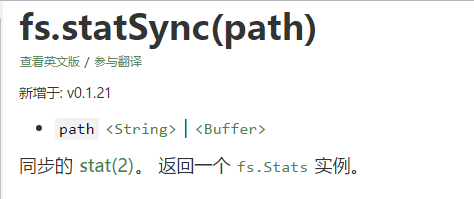 fs.statSync(path)
查看英文版 / 参与翻译
新增于: v0.1.21
• path <String> | <Buffer>
同步的 stat(2)。 返回一个 fs.Stats 实例。